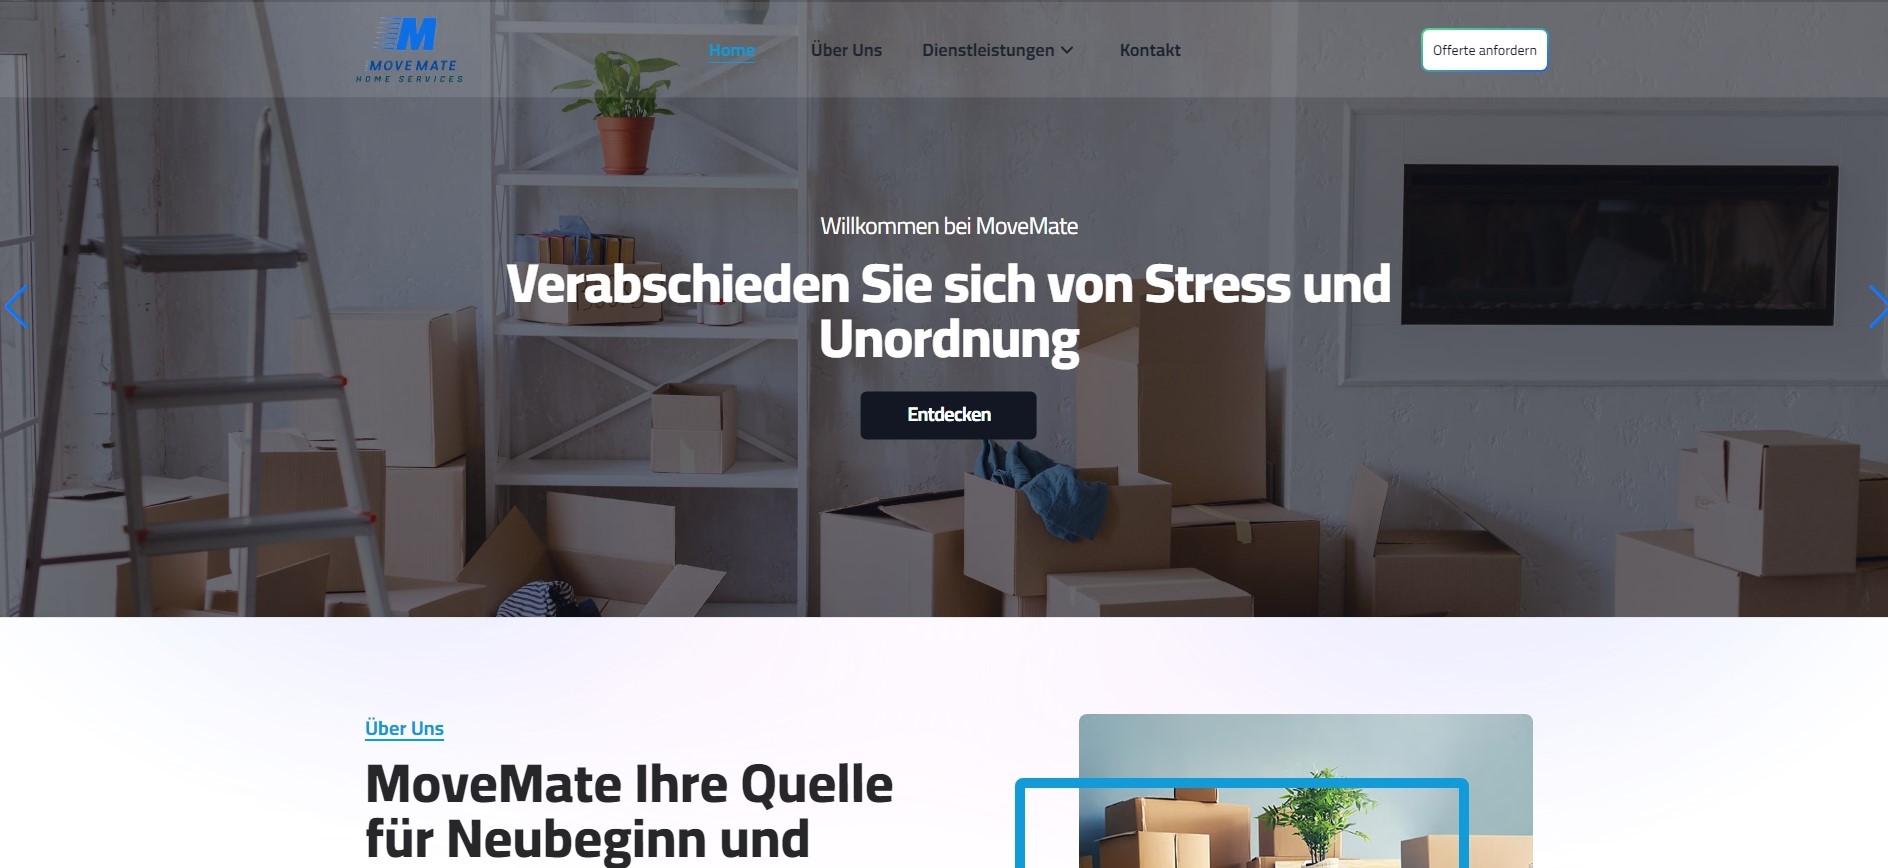 M
MOVE MATE
HOME SERVICES
Home
Über Uns
Dienstleistungen
Kontakt
Offerte anfordern
Willkommen bei MoveMate
Verabschieden Sie sich von Stress und
Unordnung
Entdecken
Über Uns
MoveMate Ihre Quelle
für Neubeginn und